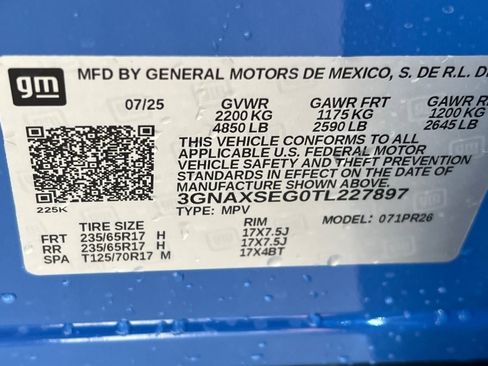 gm
MFD BY GENERAL MOTORS DE MEXICO, S. DE R.L. DE
07/25 GVWR GAWR FRT GAWR RR
2200 KG 1175 KG 1200 KG
4850 LB 2590 LB 2645 LB
THIS VEHICLE CONFORMS TO ALL
APPLICABLE U.S. FEDERAL MOTOR
VEHICLE SAFETY AND THEFT PREVENTION
STANDARDS IN EFFECT ON THE DATE OF
MANUFACTURE SHOWN ABOVE.
3GNAXSEG0TL227897
225K TYPE: MPV MODEL: 071PR26
TIRE SIZE RIM
FRT 235/65R17 H 17X7.5J
RR 235/65R17 H 17X7.5J
SPA T125/70R17 M 17X4BT